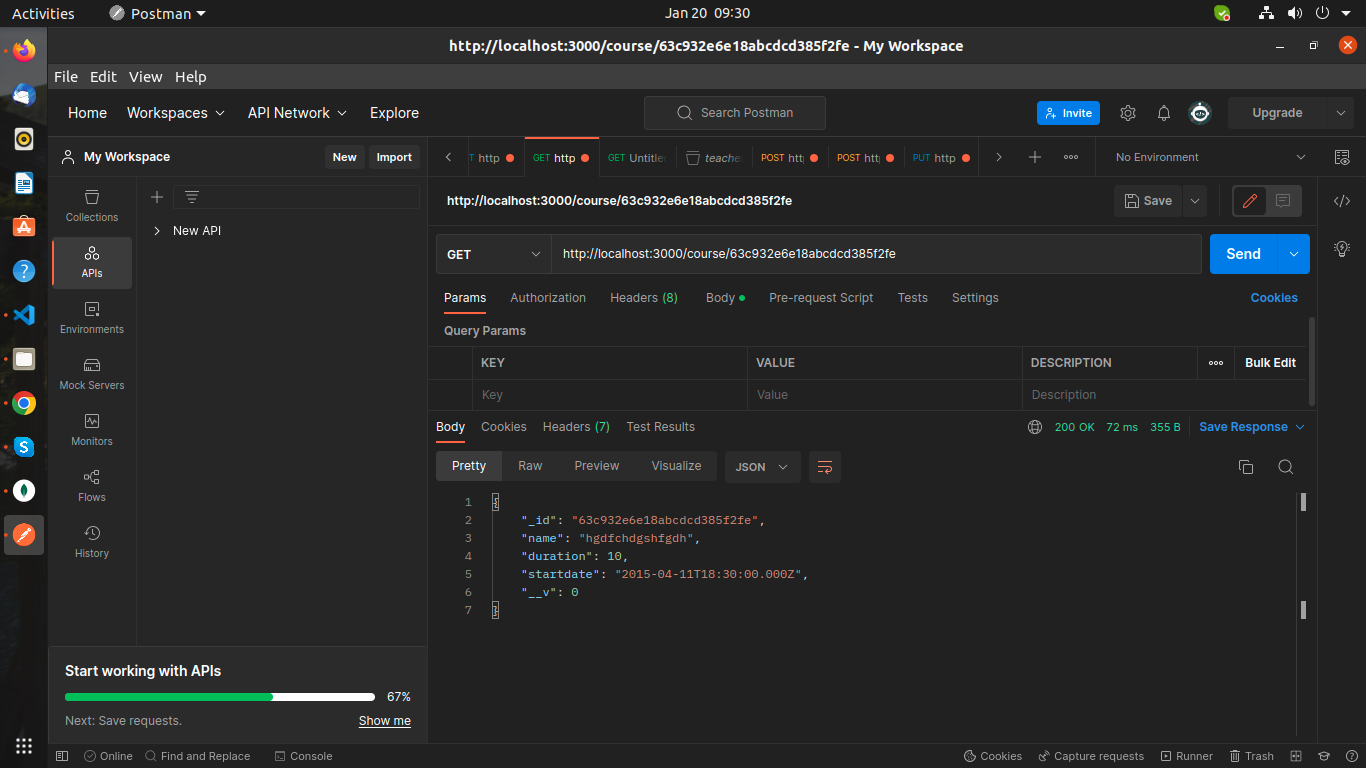 Activities Postman Jan 20 09:30
http://localhost:3000/course/63c932e6e18abcdcd385f2fe - My Workspace
File Edit View Help
Home Workspaces API Network Explore Search Postman Invite Upgrade
My Workspace New Import
T http GET http GET Untitle teache POST htt POST htt PUT http No Environment
Collections
APIs
Environments
Mock Servers
Monitors
Flows
History
New API
http://localhost:3000/course/63c932e6e18abcdcd385f2fe Save
GET http://localhost:3000/course/63c932e6e18abcdcd385f2fe Send
Params Authorization Headers (8) Body Pre-request Script Tests Settings Cookies
Query Params
KEY VALUE DESCRIPTION Bulk Edit
Key Value Description
Body Cookies Headers (7) Test Results 200 OK 72 ms 355 B Save Response
Pretty Raw Preview Visualize JSON
1 {
2 "_id": "63c932e6e18abcdcd385f2fe",
3 "name": "hgdfchdgshfgdh",
4 "duration": 10,
5 "startdate": "2015-04-11T18:30:00.000Z",
6 "__v": 0
7 }
Start working with APIs
67%
Next: Save requests. Show me
Online Find and Replace Console Cookies Capture requests Runner Trash